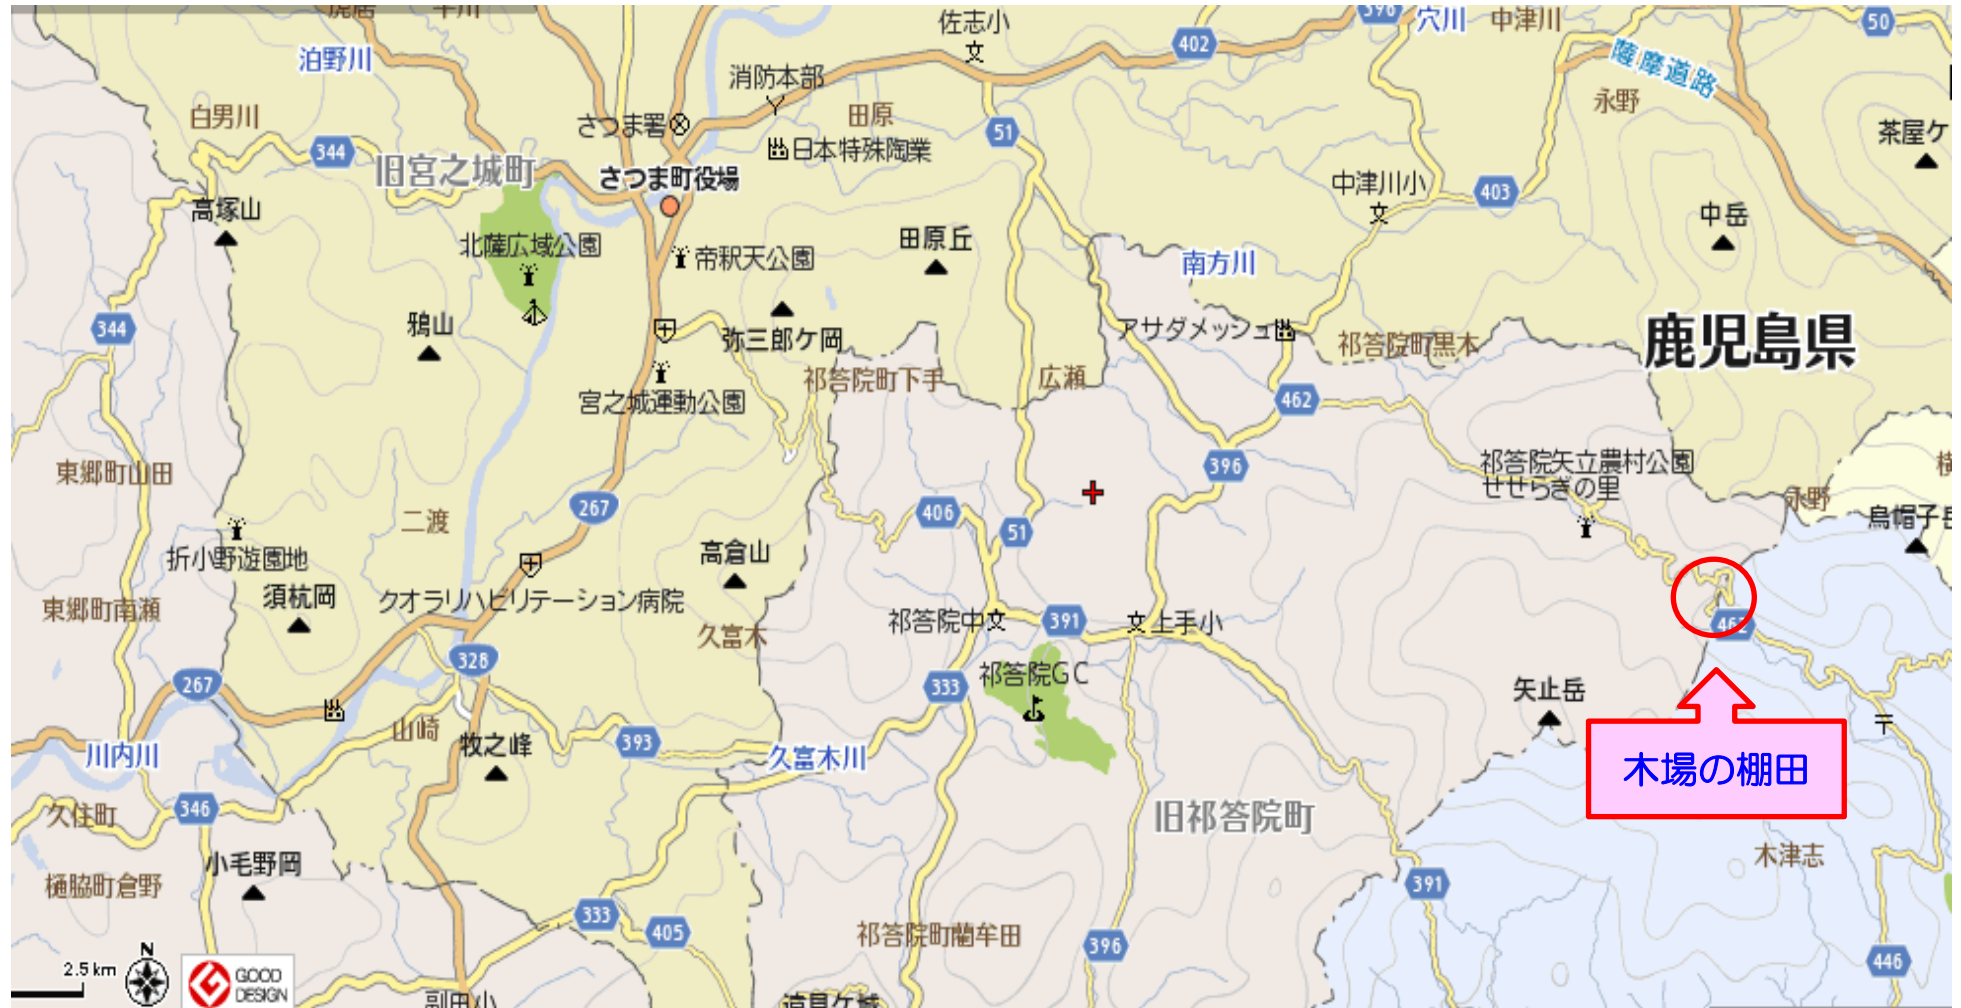 佐志小
396
穴川
中津川
50
402
泊野川
薩摩道路
消防本部
永野
白男川
田原
さつま署
茶屋ケ
51
344
日本特殊陶業
旧宮之城町
さつま町役場
中津川小
403
高塚山
中岳
北薩広域公園
田原丘
帝釈天公園
南方川
344
鴉山
弥三郎ケ岡
アサダメッシュ
祁答院町黒木
鹿児島県
祁答院町下手
広瀬
宮之城運動公園
462
東郷町山田
396
祁答院矢立農村公園
せせらぎの里
永野
267
406
烏帽子岳
二渡
51
折小野遊園地
高倉山
須杭岡
クオラリハビリテーション病院
東郷町南瀬
祁答院中
391
上手小
462
久富木
328
祁答院GC
267
333
矢止岳
山崎
393
牧之峰
川内川
久富木川
木場の棚田
久住町
346
旧祁答院町
小毛野岡
木津志
樋脇町倉野
391
333
405
祁答院町藺牟田
396
446
2.5km
N
GOOD
DESIGN
副田小